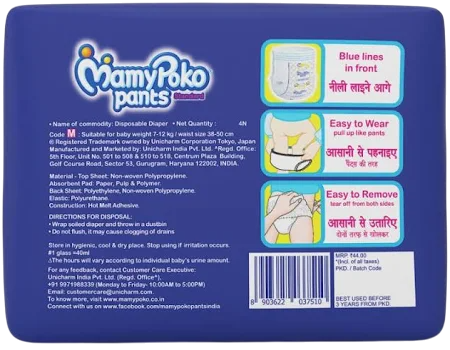 MamyPoko
pants Standard
• Name of commodity: Disposable Diaper • Net Quantity : 4N
Code M : Suitable for baby weight 7-12 kg / waist size 38-50 cm
® Registered Trademark owned by Unicharm Corporation Tokyo, Japan
Manufactured and Marketed by: Unicharm India Pvt. Ltd. *Regd. Office:
5th Floor, Unit No. 501 to 508 & 510 to 516, Centrum Plaza Building,
Golf Course Road, Sector 53, Gurugram, Haryana 122002, INDIA.
Material - Top Sheet: Non-woven Polypropylene.
Absorbent Pad: Paper, Pulp & Polymer.
Back Sheet: Polyethylene, Non-woven Polypropylene.
Elastic: Polyurethane.
Construction: Hot Melt Adhesive.
DIRECTIONS FOR DISPOSAL:
• Wrap soiled diaper and throw in a dustbin
• Do not flush, it may cause clogging of drains
Store in hygienic, cool & dry place. Stop using if irritation occurs.
#1 glass =40ml
△The hours will vary according to individual baby's urine amount.
For any feedback, contact Customer Care Executive:
Unicharm India Pvt. Ltd. (Regd. Office*),
+91 9971988339 (Monday to Friday- 10:00AM to 5:00PM)
Email: customercare@unicharm.com
To know more, visit www.mamypoko.co.in
Connect with us on facebook.com/mamypokopantsindia
Blue lines
in front
नीली लाइने आगे
Easy to Wear
pull up like pants
आसानी से पहनाइए
पैंट्स की तरह
Easy to Remove
tear off from both sides
आसानी से उतारिए
दोनों तरफ से खोलकर
MRP. ₹44.00
*(Incl. of all taxes)
PKD. / Batch Code
8 903622 037510
BEST USED BEFORE
3 YEARS FROM PKD.